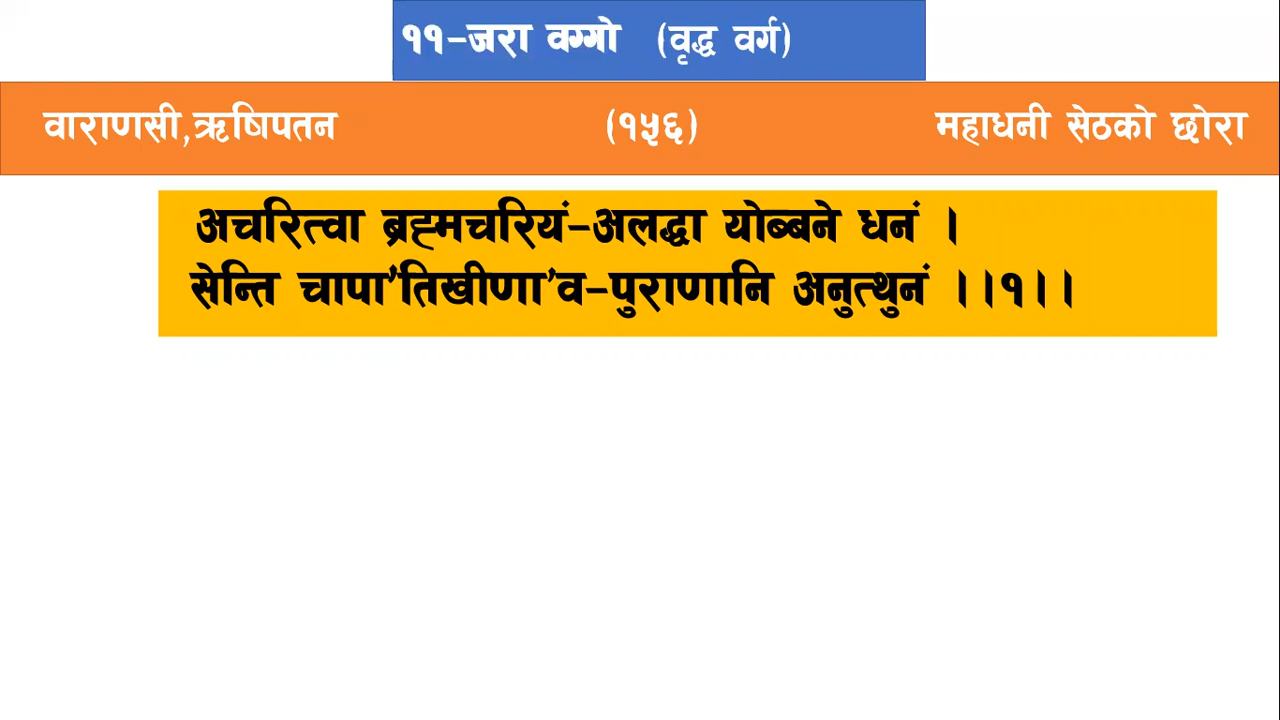 ११-जरा वग्गो (वृद्ध वर्ग)
वाराणसी,ऋषिपतन (१५६) महाधनी सेठको छोरा
अचरित्वा ब्रह्मचरियं-अलद्धा योब्बने धनं ।
सेन्ति चापा’तिखीणा’व-पुराणानि अनुत्थुनं ।।१।।